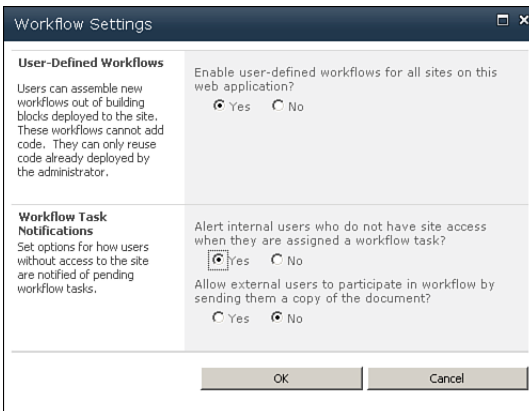 Workflow Settings
User-Defined Workflows
Users can assemble new
workflows out of building
blocks deployed to the site.
These workflows cannot add
code. They can only reuse
code already deployed by
the administrator.
Enable user-defined workflows for all sites on this
web application?
Yes No
Workflow Task
Notifications
Set options for how users
without access to the site
are notified of pending
workflow tasks.
Alert internal users who do not have site access
when they are assigned a workflow task?
Yes No
Allow external users to participate in workflow by
sending them a copy of the document?
Yes No
OK Cancel